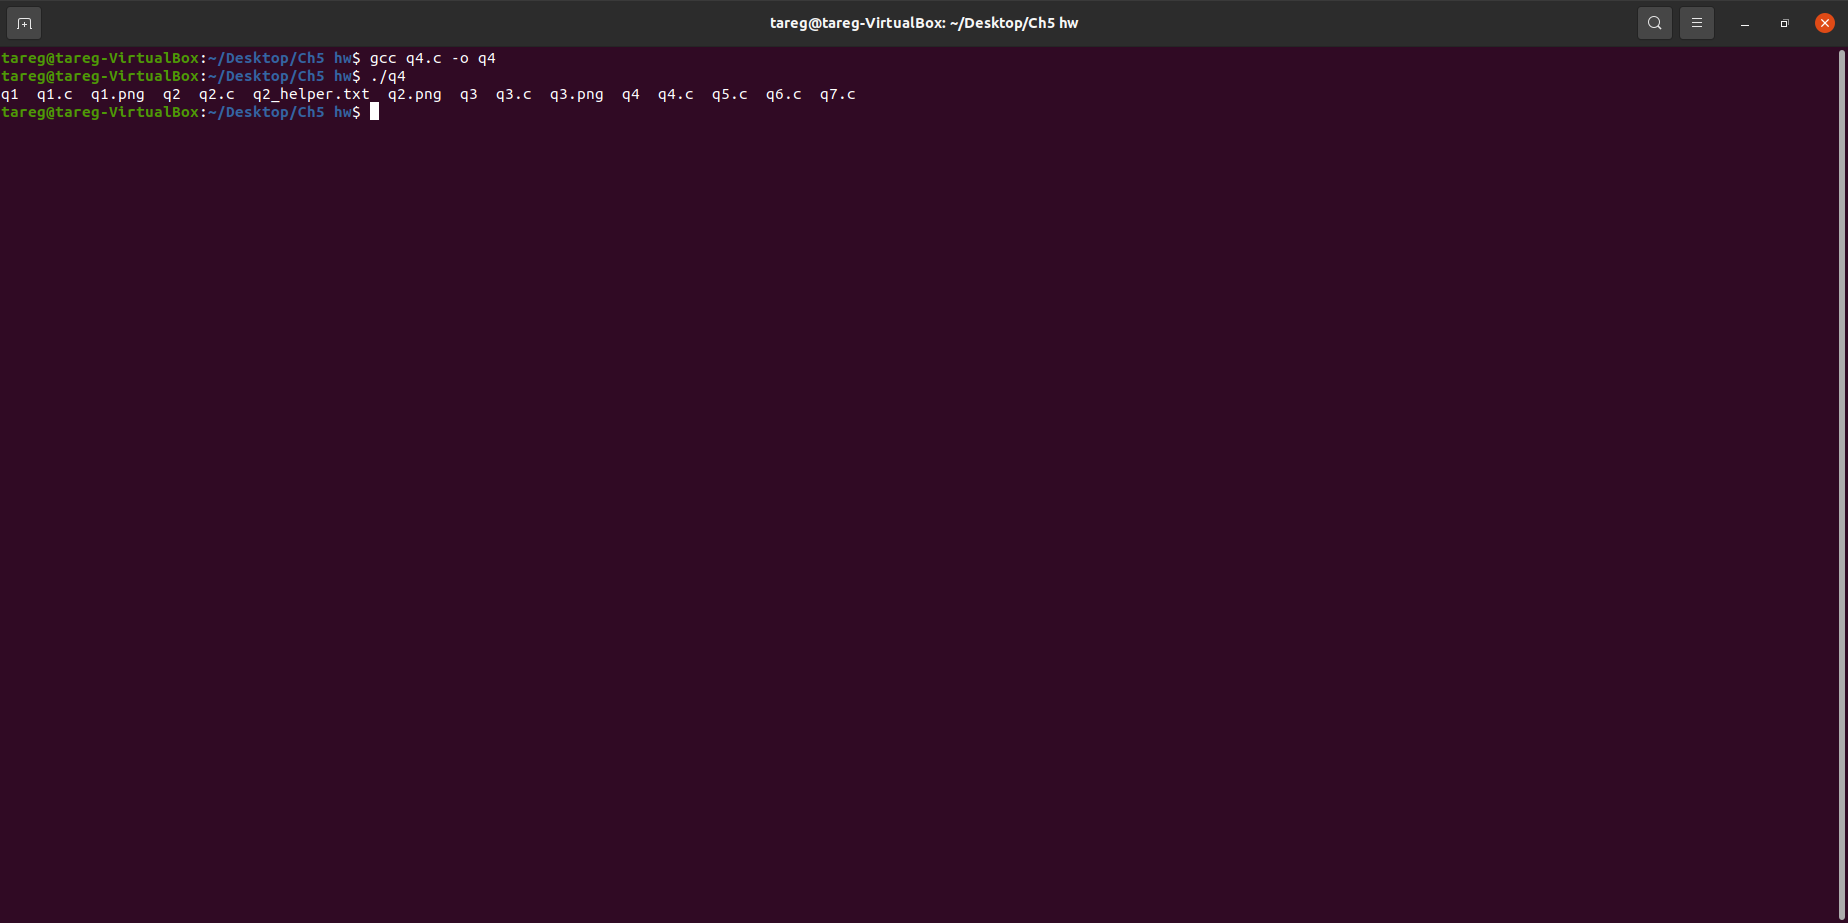 tareg@tareg-VirtualBox: ~/Desktop/Ch5 hw
tareg@tareg-VirtualBox:~/Desktop/Ch5 hw$ gcc q4.c -o q4
tareg@tareg-VirtualBox:~/Desktop/Ch5 hw$ ./q4
q1  q1.c  q1.png  q2  q2.c  q2_helper.txt  q2.png  q3  q3.c  q3.png  q4  q4.c  q5.c  q6.c  q7.c
tareg@tareg-VirtualBox:~/Desktop/Ch5 hw$